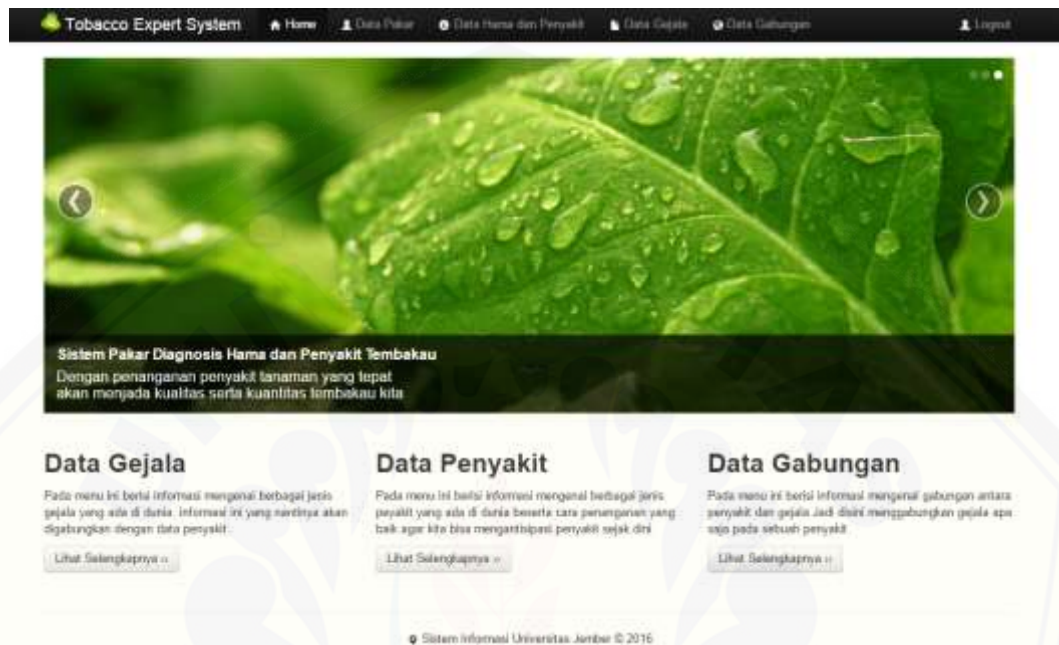 Tobacco Expert System Home Data Pakar Data Hama dan Penyakit Data Gejala Data Gabungan Logout
Sistem Pakar Diagnosis Hama dan Penyakit Tembakau
Dengan penanganan penyakit tanaman yang tepat
akan menjada kualitas serta kuantitas tembakau kita
Data Gejala
Pada menu ini berisi informasi mengenai berbagai jenis
gejala yang ada di dunia. informasi ini yang nantinya akan
digabungkan dengan data penyakit.
Lihat Selengkapnya »
Data Penyakit
Pada menu ini berisi informasi mengenai berbagai jenis
payakit yang ada di dunia beserta cara penanganan yang
baik agar kita bisa mengantisipasi penyakit sejak dini
Lihat Selengkapnya »
Data Gabungan
Pada menu ini berisi informasi mengenai gabungan antara
penyakit dan gejala Jadi disini menggabungkan gejala apa
saja pada sebuah penyakit
Lihat Selengkapnya »
Sistem Informasi Universitas Jember © 2016